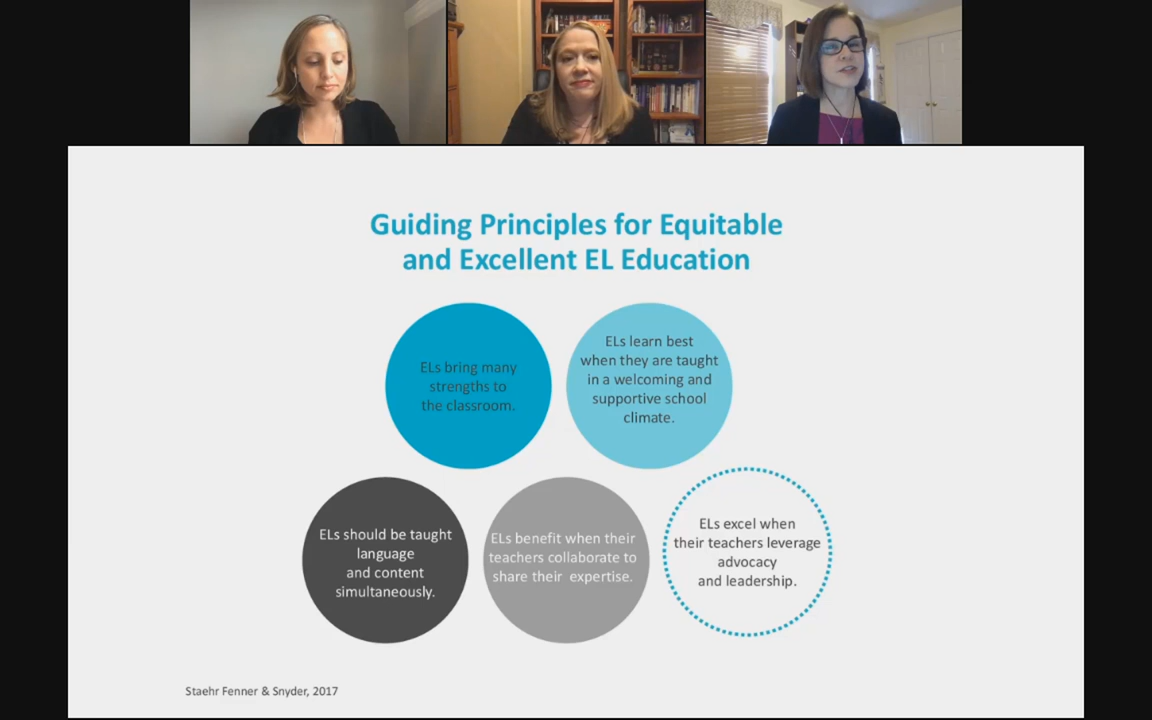 Guiding Principles for Equitable
and Excellent EL Education
ELs bring many
strengths to
the classroom.
ELs learn best
when they are taught
in a welcoming and
supportive school
climate.
ELs should be taught
language
and content
simultaneously.
ELs benefit when their
teachers collaborate to
share their expertise.
ELs excel when
their teachers leverage
advocacy
and leadership.
Staehr Fenner & Snyder, 2017